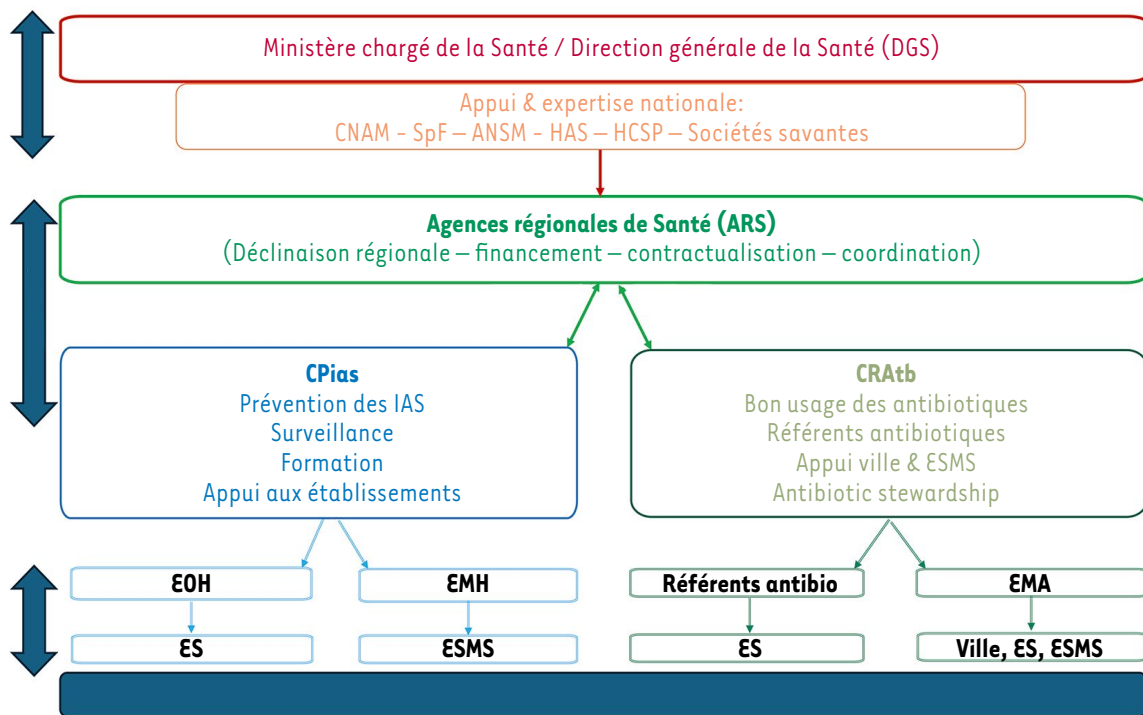 Ministère chargé de la Santé / Direction générale de la Santé (DGS)
Appui & expertise nationale:
CNAM - SpF – ANSM - HAS – HCSP – Sociétés savantes
Agences régionales de Santé (ARS)
(Déclinaison régionale – financement – contractualisation – coordination)
CPias
Prévention des IAS
Surveillance
Formation
Appui aux établissements
CRAtb
Bon usage des antibiotiques
Référents antibiotiques
Appui ville & ESMS
Antibiotic stewardship
EOH
EMH
Référents antibio
EMA
ES
ESMS
ES
Ville, ES, ESMS